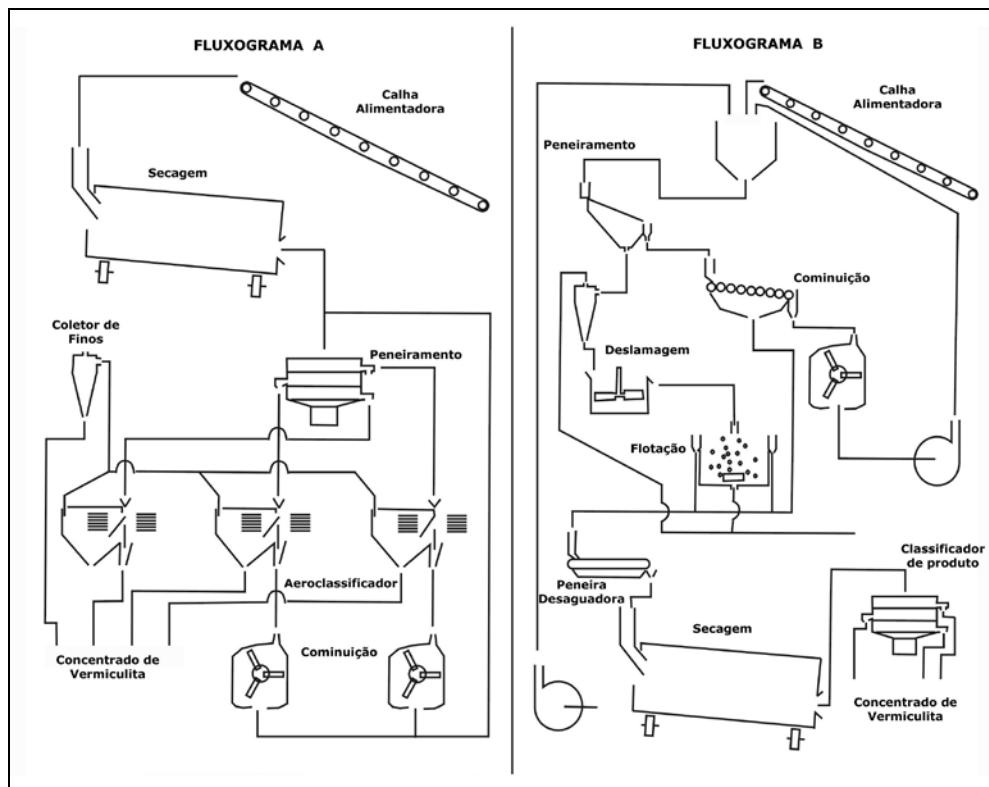 FLUXOGRAMA A
Calha
Alimentadora
Secagem
Coletor de
Finos
Peneiramento
Aeroclassificador
Cominuição
Concentrado de
Vermiculita
FLUXOGRAMA B
Calha
Alimentadora
Peneiramento
Cominuição
Deslamagem
Flotação
Classificador
de produto
Peneira
Desaguadora
Secagem
Concentrado de
Vermiculita